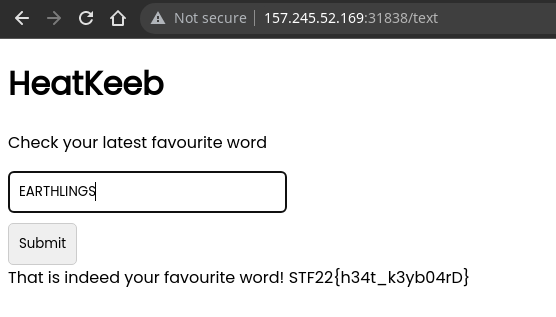 Not secure 157.245.52.169:31838/text
HeatKeeb
Check your latest favourite word
EARTHLINGS
Submit
That is indeed your favourite word! STF22{h34t_k3yb04rD}